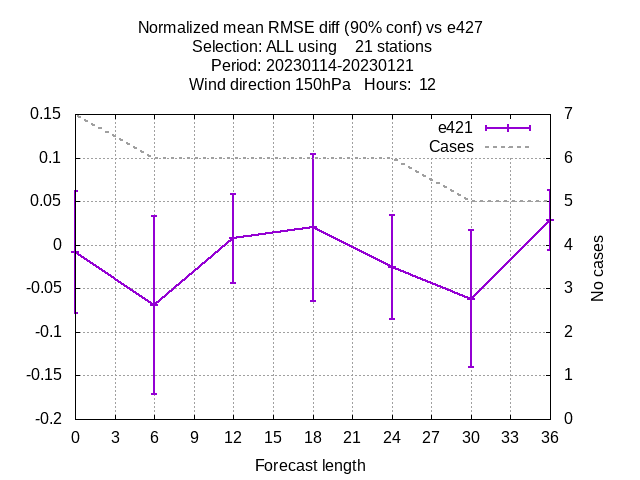 Normalized mean RMSE diff (90% conf) vs e427
Selection: ALL using    21 stations
Period: 20230114-20230121
Wind direction 150hPa   Hours:  12
e421
Cases
0.15
0.1
0.05
0
-0.05
-0.1
-0.15
-0.2
7
6
5
4
3
2
1
0
No cases
0 3 6 9 12 15 18 21 24 27 30 33 36
Forecast length